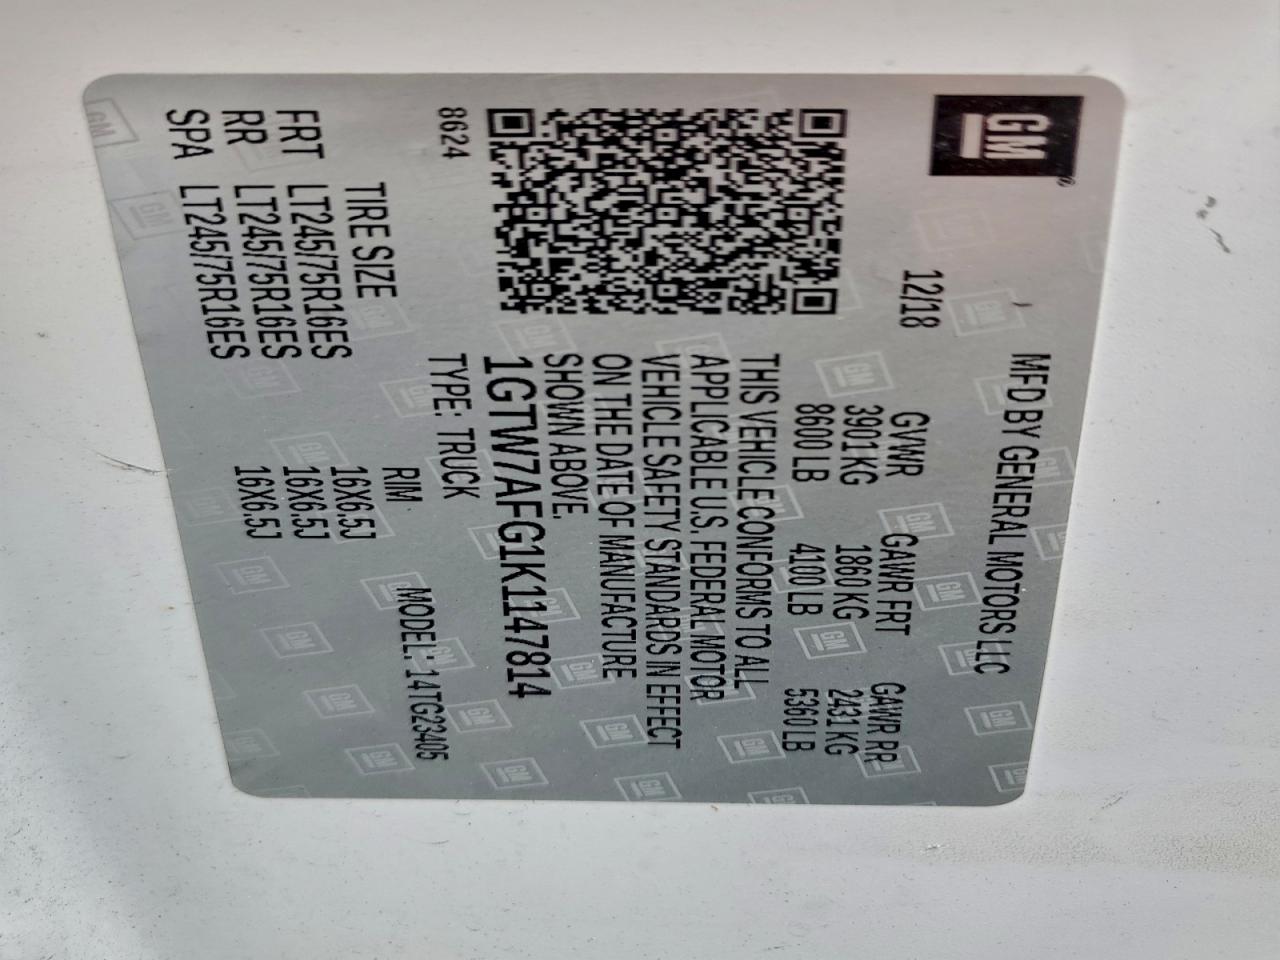 GM
MFD BY GENERAL MOTORS LLC
12/18 GVWR GAWR FRT GAWR RR
3901 KG 1860 KG 2431 KG
8600 LB 4100 LB 5360 LB
THIS VEHICLE CONFORMS TO ALL
APPLICABLE U.S. FEDERAL MOTOR
VEHICLE SAFETY STANDARDS IN EFFECT
ON THE DATE OF MANUFACTURE
SHOWN ABOVE.
1GTW7AFG1K1147814
8624 TYPE: TRUCK MODEL: 14TG23405
TIRE SIZE RIM
FRT LT245/75R16ES 16X6.5J
RR LT245/75R16ES 16X6.5J
SPA LT245/75R16ES 16X6.5J